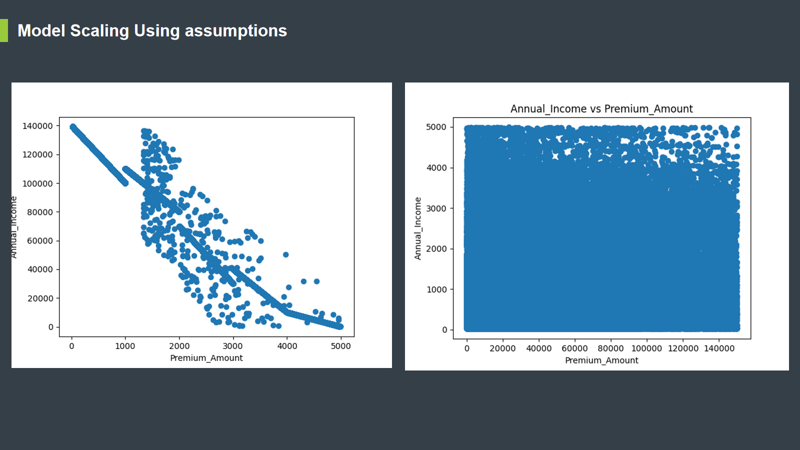 Model Scaling Using assumptions
140000
120000
100000
80000
60000
40000
20000
0
Annual_Income
0 1000 2000 3000 4000 5000
Premium_Amount
Annual_Income vs Premium_Amount
5000
4000
3000
2000
1000
0
Annual_Income
0 20000 40000 60000 80000 100000 120000 140000
Premium_Amount